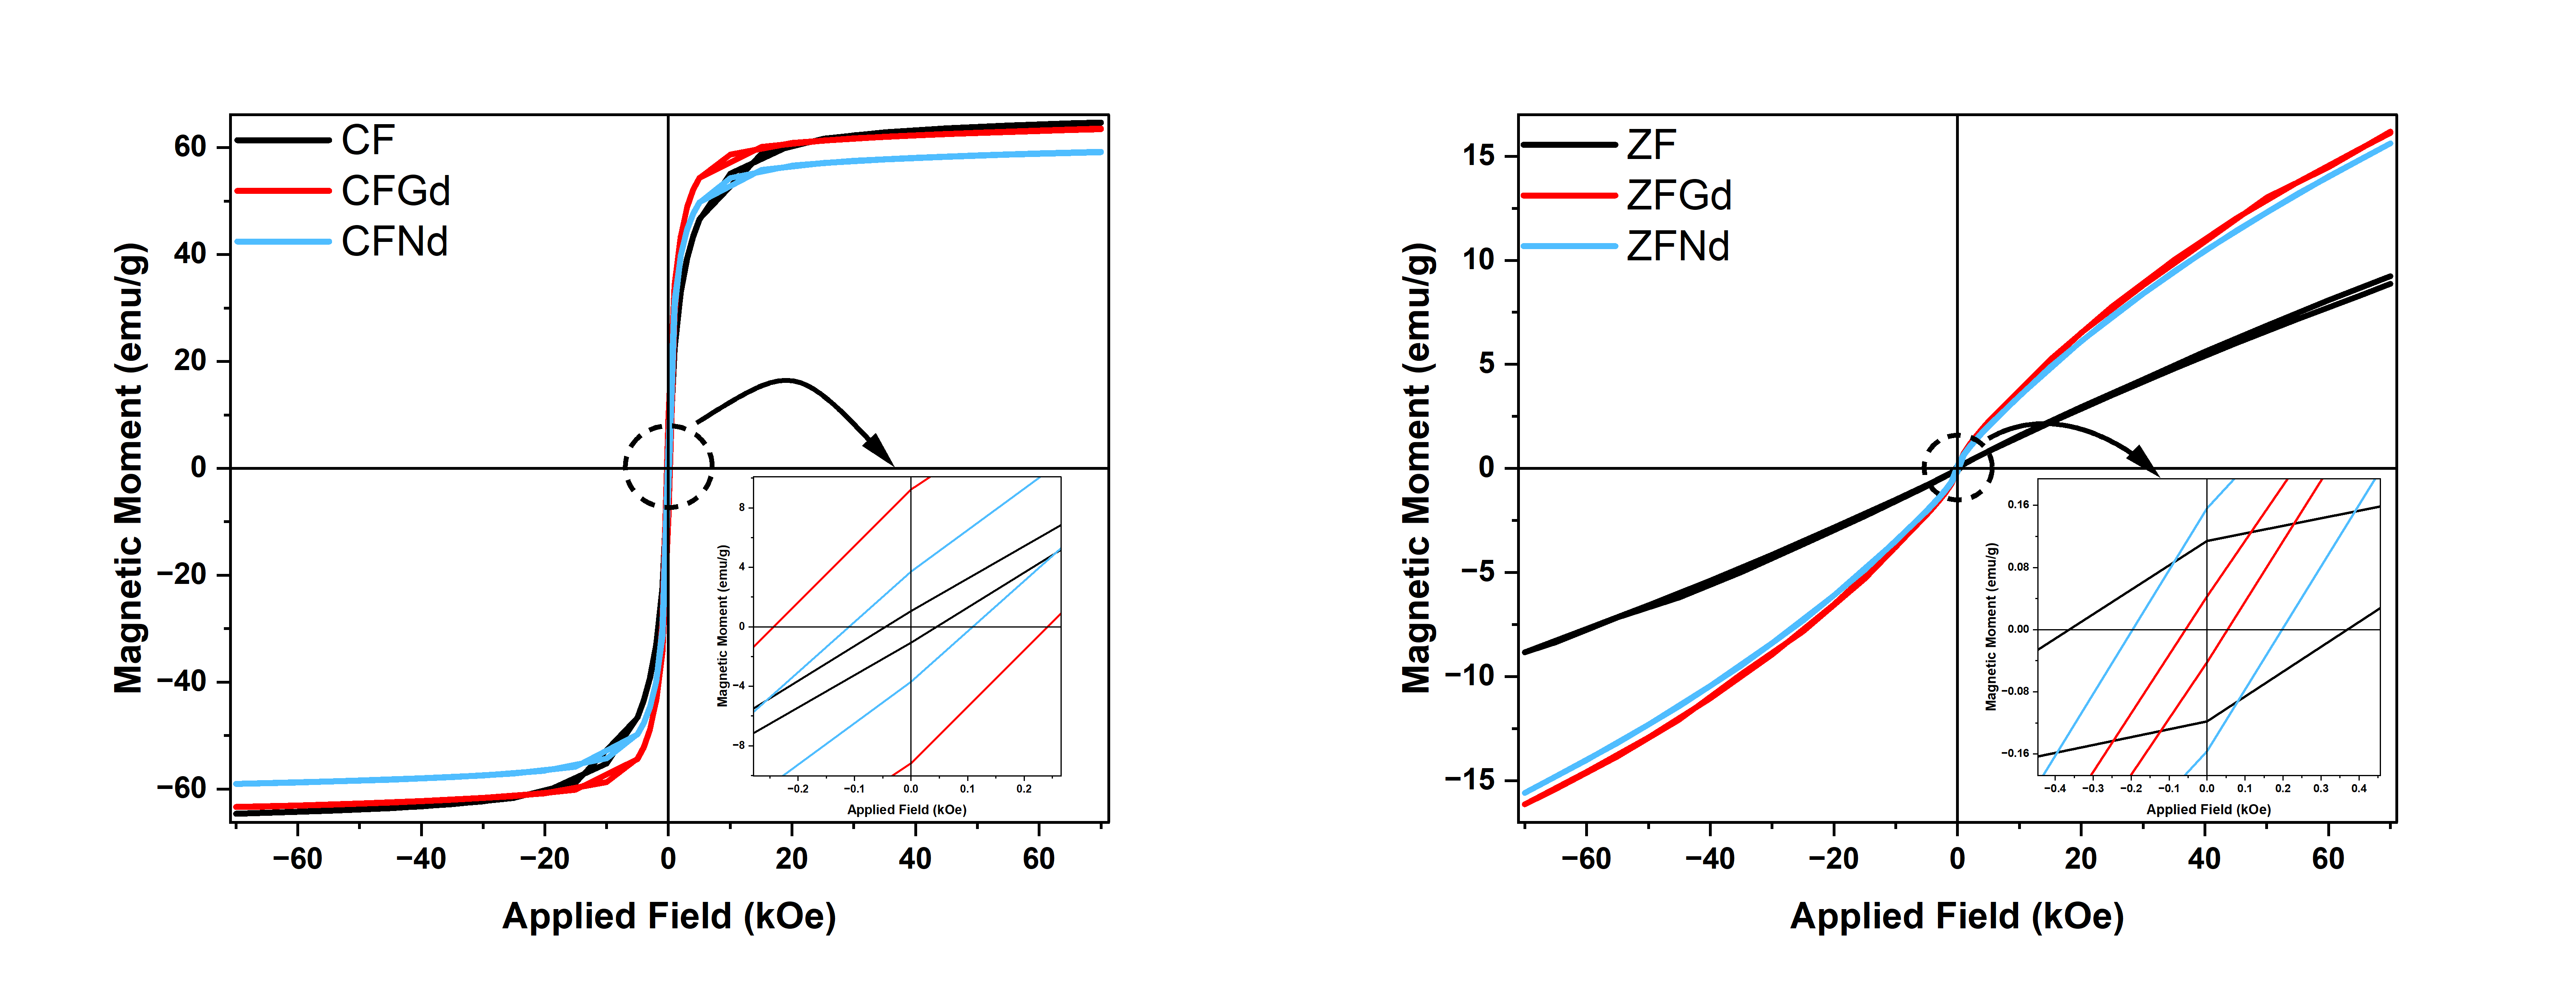 CF
CFGd
CFNd
Magnetic Moment (emu/g)
60
40
20
0
−20
−40
−60
−60 −40 −20 0 20 40 60
Applied Field (kOe)
Magnetic Moment (emu/g)
8
4
0
−4
−8
−0.2 −0.1 0.0 0.1 0.2
Applied Field (kOe)
ZF
ZFGd
ZFNd
Magnetic Moment (emu/g)
15
10
5
0
−5
−10
−15
−60 −40 −20 0 20 40 60
Applied Field (kOe)
Magnetic Moment (emu/g)
0.16
0.08
0.00
−0.08
−0.16
−0.4 −0.3 −0.2 −0.1 0.0 0.1 0.2 0.3 0.4
Applied Field (kOe)